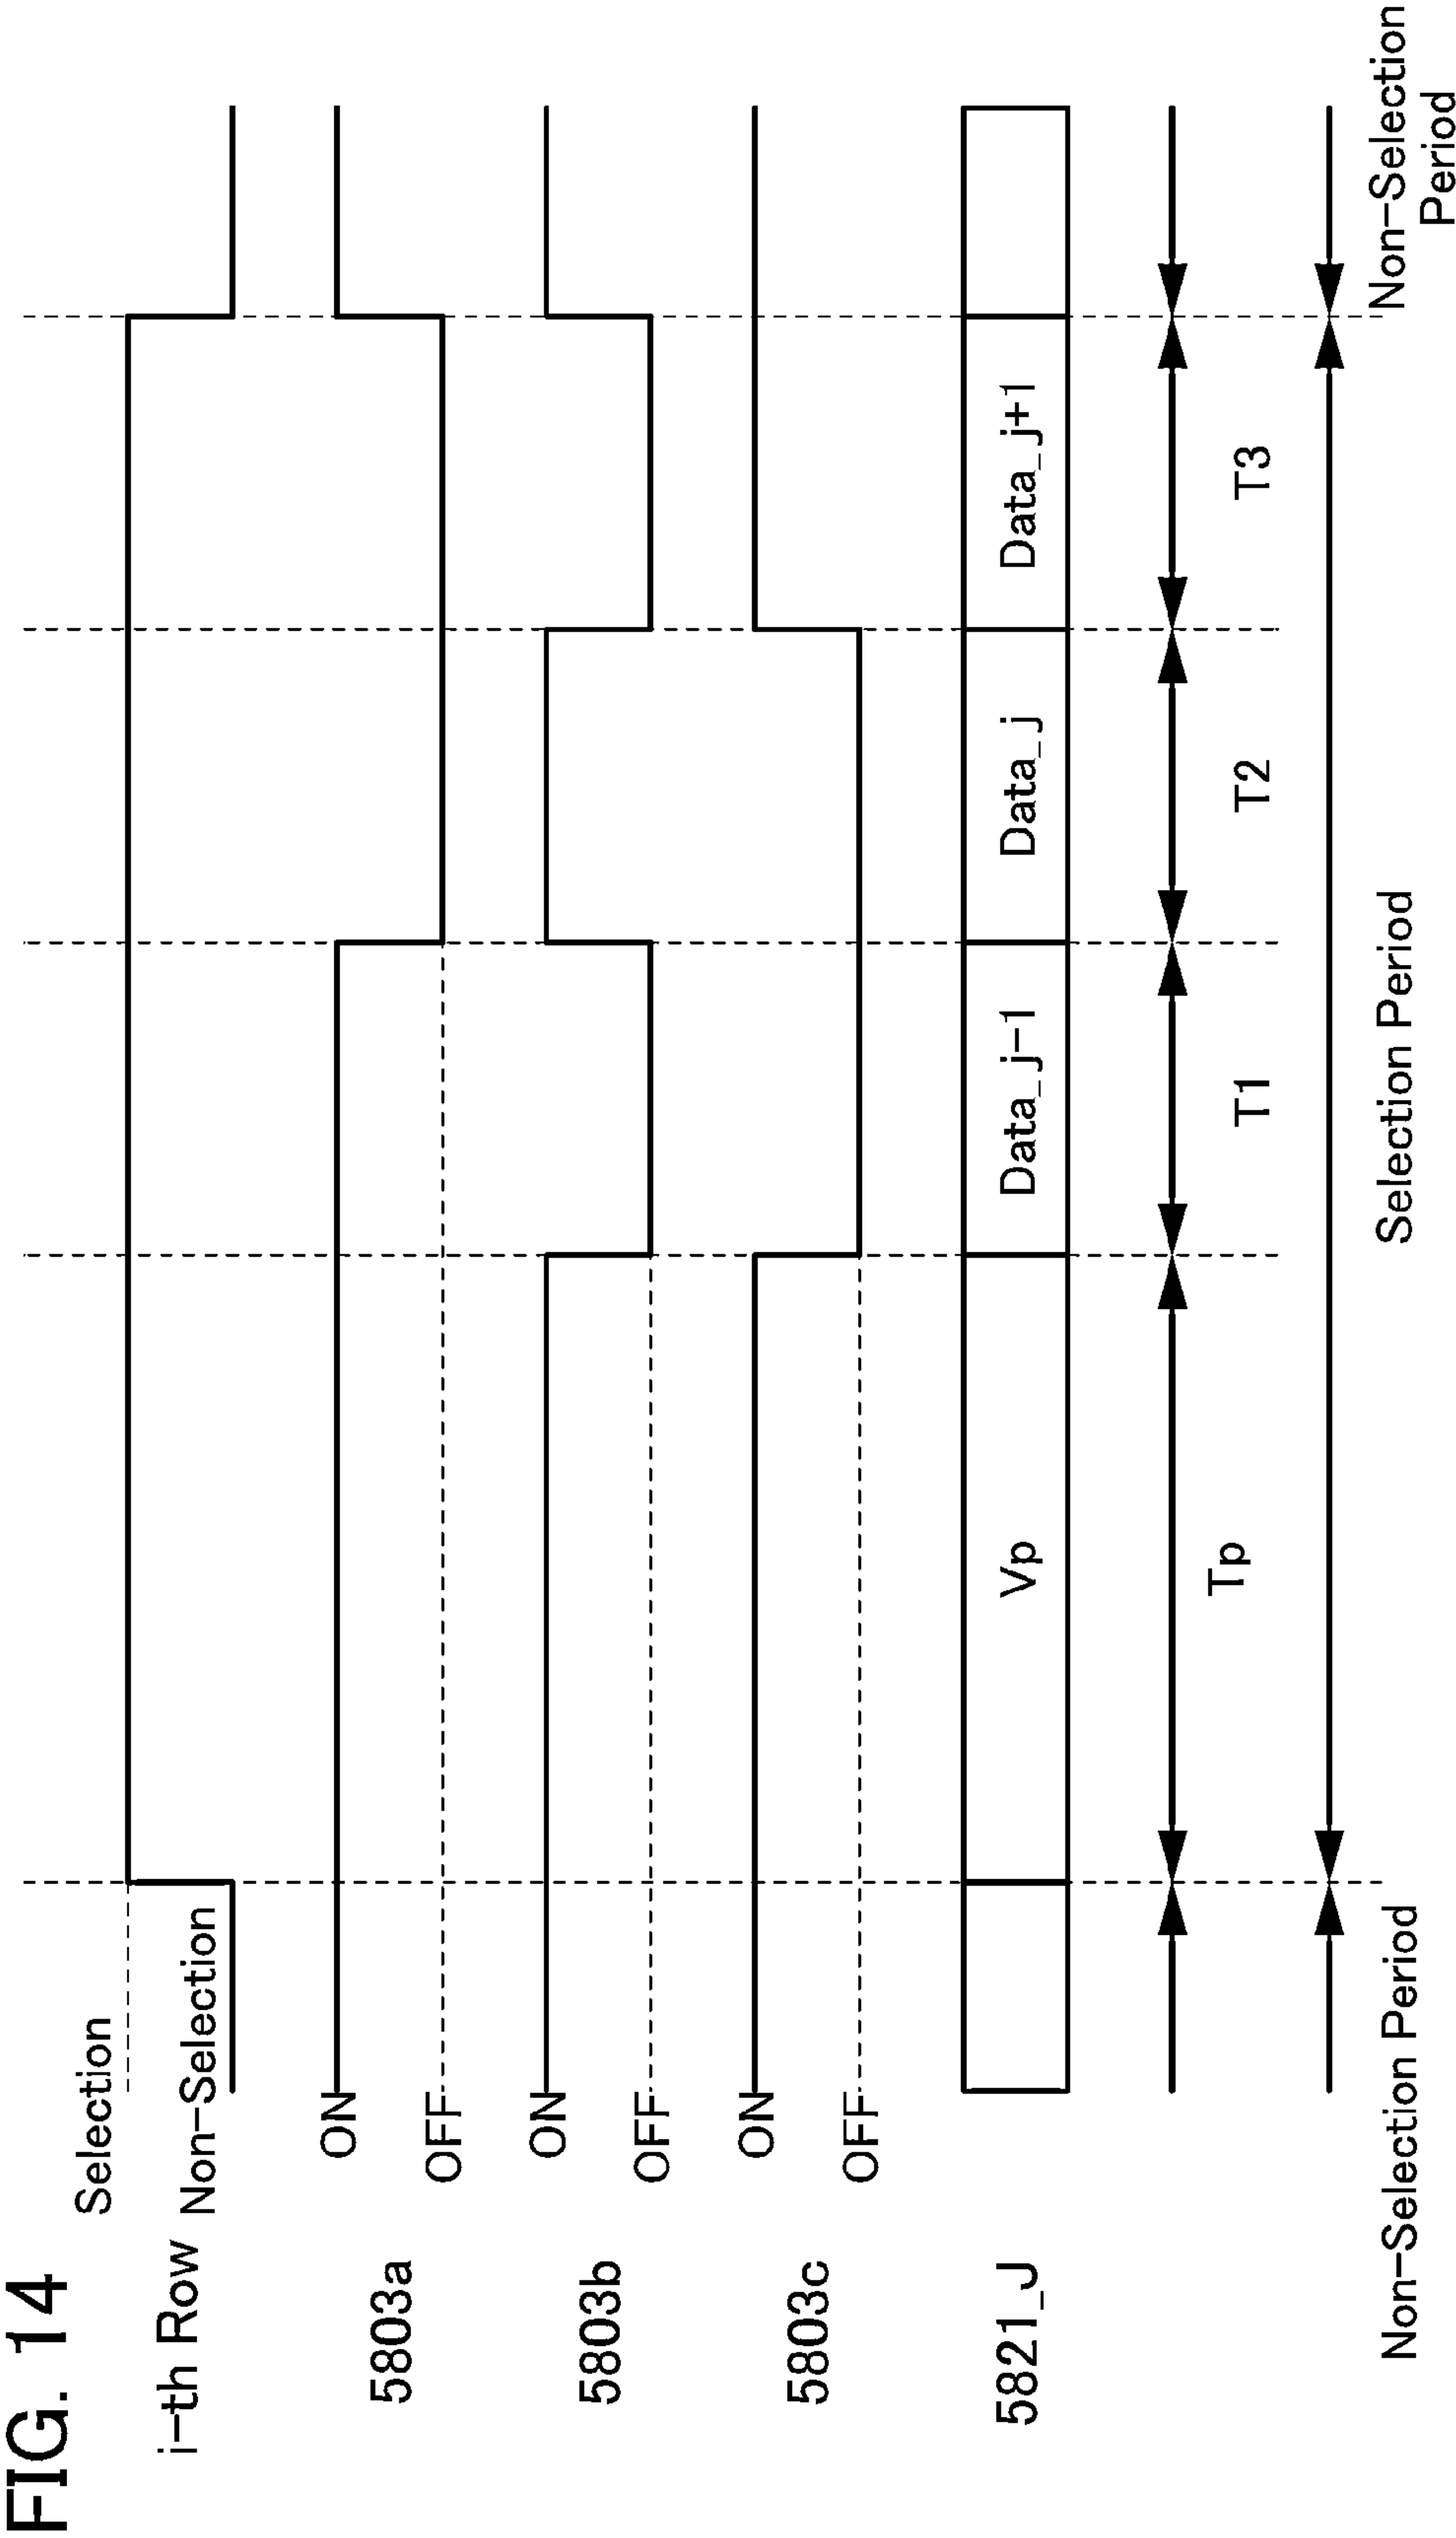 FIG. 14
Selection
i-th Row Non-Selection
ON
5803a
OFF
ON
5803b
OFF
ON
5803c
OFF
5821_J Vp Data_j-1 Data_j Data_j+1
Tp T1 T2 T3
Non-Selection Period Selection Period Non-Selection
Period